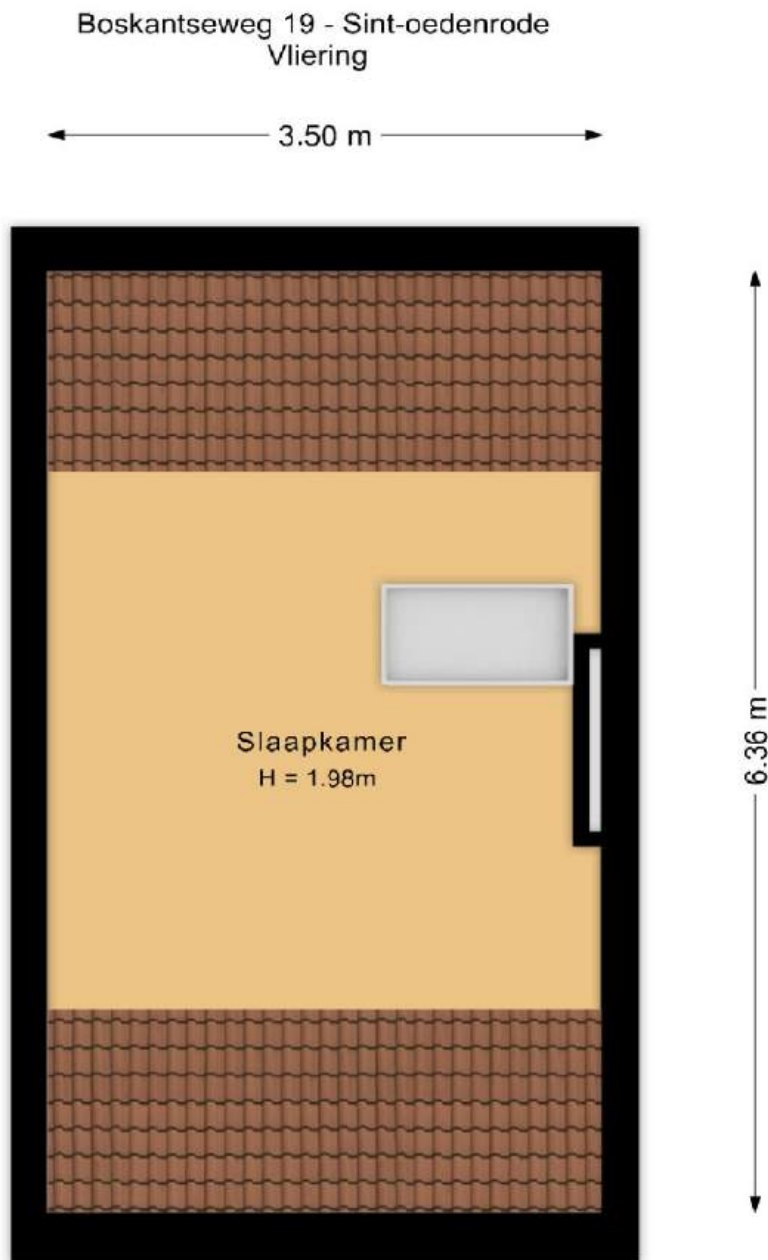 Boskantseweg 19 - Sint-oedenrode
Vliering
3.50 m
Slaapkamer
H = 1.98m
6.36 m